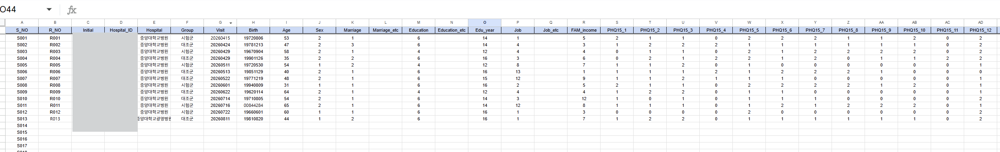 O44
fx
A B C D E F G H I J K L M N O P Q R S T U V W X Y Z AA AB AC AD
S_NO R_NO Initial Hospital_ID Hospital Group Visit Birth Age Sex Marriage Marriage_etc Education Education_etc Edu_year Job Job_etc FAM_income PHQ15_1 PHQ15_2 PHQ15_3 PHQ15_4 PHQ15_5 PHQ15_6 PHQ15_7 PHQ15_8 PHQ15_9 PHQ15_10 PHQ15_11 PHQ15_12
S001 R001 중앙대학교병원 시험군 20260415 19720806 53 2 1 6 14 1 5 2 1 1 0 2 2 2 1 1 2 0 2
S002 R002 중앙대학교병원 대조군 20260424 19781213 47 2 3 6 14 4 3 1 2 2 2 1 1 1 1 1 1 0 2
S003 R003 중앙대학교병원 시험군 20260429 19670904 58 2 1 4 12 4 4 0 1 1 0 2 1 2 2 2 2 0 2
S004 R004 중앙대학교병원 대조군 20260429 19901126 35 2 2 6 16 3 6 0 2 1 2 2 1 2 0 1 1 2 2
S005 R005 중앙대학교병원 시험군 20260511 19720530 54 1 2 4 12 8 7 1 1 2 0 1 0 0 0 0 0 0 1
S006 R006 중앙대학교병원 대조군 20260513 19851129 40 2 1 6 16 13 1 1 1 1 2 1 2 2 2 1 0 0 0
S007 R007 중앙대학교병원 대조군 20260522 19771219 48 2 1 6 15 12 9 1 1 2 1 1 1 0 0 0 0 0 1
S008 R008 중앙대학교병원 시험군 20260601 19940809 31 1 1 6 16 2 5 2 1 1 0 2 2 2 2 1 2 0 1
S009 R009 중앙대학교병원 대조군 20260622 19620114 64 2 1 4 12 4 4 1 2 2 0 1 1 0 0 0 0 0 1
S010 R010 중앙대학교병원 대조군 20260714 19710805 54 2 1 6 14 3 12 1 0 1 0 1 1 1 0 0 0 0 2
S011 R011 중앙대학교병원 시험군 20260716 00844284 65 2 1 6 14 12 8 1 1 1 0 1 2 1 2 2 2 0 1
S012 R012 중앙대학교병원 시험군 20260722 19660601 60 1 1 6 16 1 3 0 0 0 0 2 0 0 0 0 0 0 2
S013 R013 중앙대학교광명병원 대조군 20260811 19810820 44 1 2 6 16 1 7 1 2 2 0 1 1 1 1 1 1 0 2
S014
S015
S016
S017